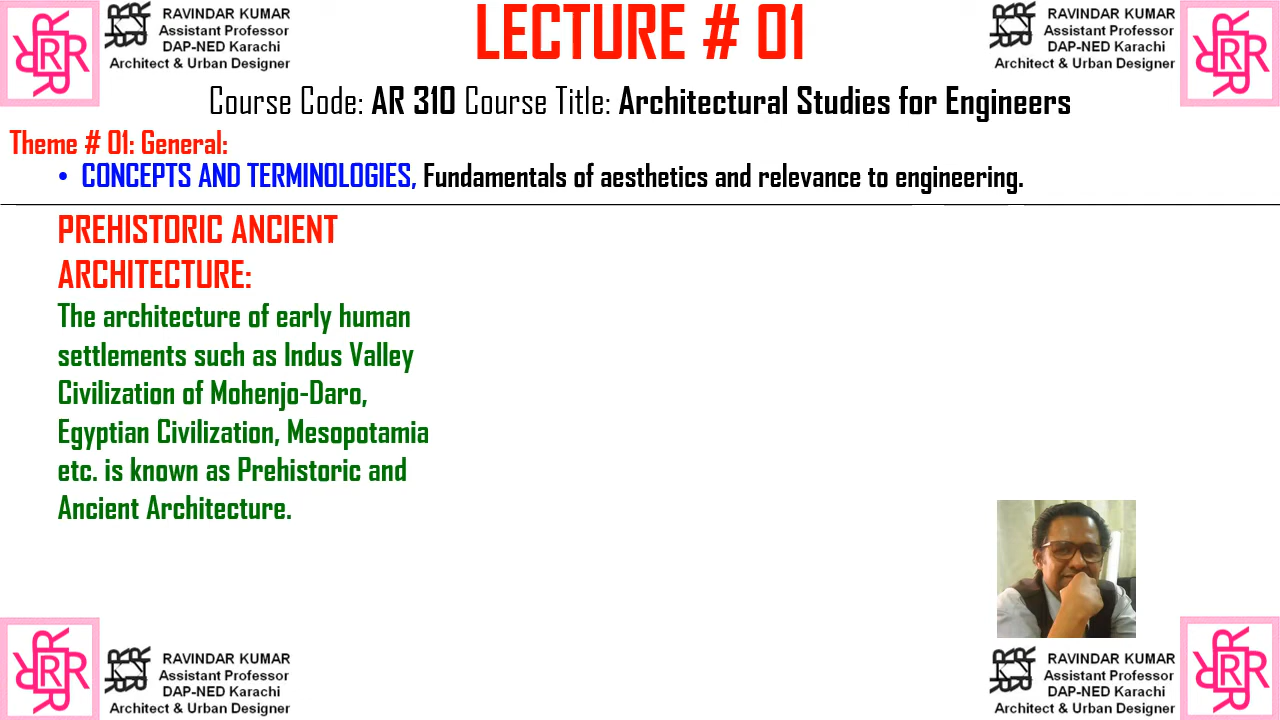 RAVINDAR KUMAR
Assistant Professor
DAP-NED Karachi
Architect & Urban Designer
LECTURE # 01
RAVINDAR KUMAR
Assistant Professor
DAP-NED Karachi
Architect & Urban Designer
Course Code: AR 310 Course Title: Architectural Studies for Engineers
Theme # 01: General:
• CONCEPTS AND TERMINOLOGIES, Fundamentals of aesthetics and relevance to engineering.
PREHISTORIC ANCIENT
ARCHITECTURE:
The architecture of early human
settlements such as Indus Valley
Civilization of Mohenjo-Daro,
Egyptian Civilization, Mesopotamia
etc. is known as Prehistoric and
Ancient Architecture.
RAVINDAR KUMAR
Assistant Professor
DAP-NED Karachi
Architect & Urban Designer
RAVINDAR KUMAR
Assistant Professor
DAP-NED Karachi
Architect & Urban Designer